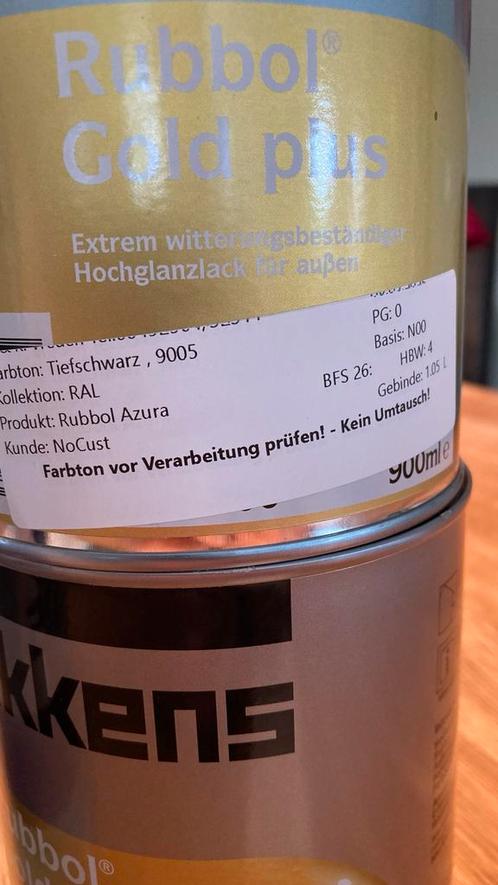 Rubbol®
Gold plus
Extrem witterungsbeständiger
Hochglanzlack für außen
PG: 0
arbton: Tiefschwarz , 9005
Basis: N00
Kollektion: RAL
BFS 26:
HBW: 4
Produkt: Rubbol Azura
Gebinde: 1.05 L
Kunde: NoCust
Farbton vor Verarbeitung prüfen! - Kein Umtausch!
900ml e
kkens
ubbol®